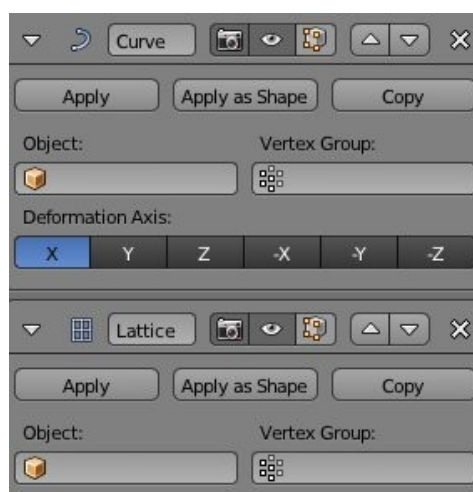 Curve
Apply Apply as Shape Copy
Object: Vertex Group:
Deformation Axis:
X Y Z -X -Y -Z
Lattice
Apply Apply as Shape Copy
Object: Vertex Group: